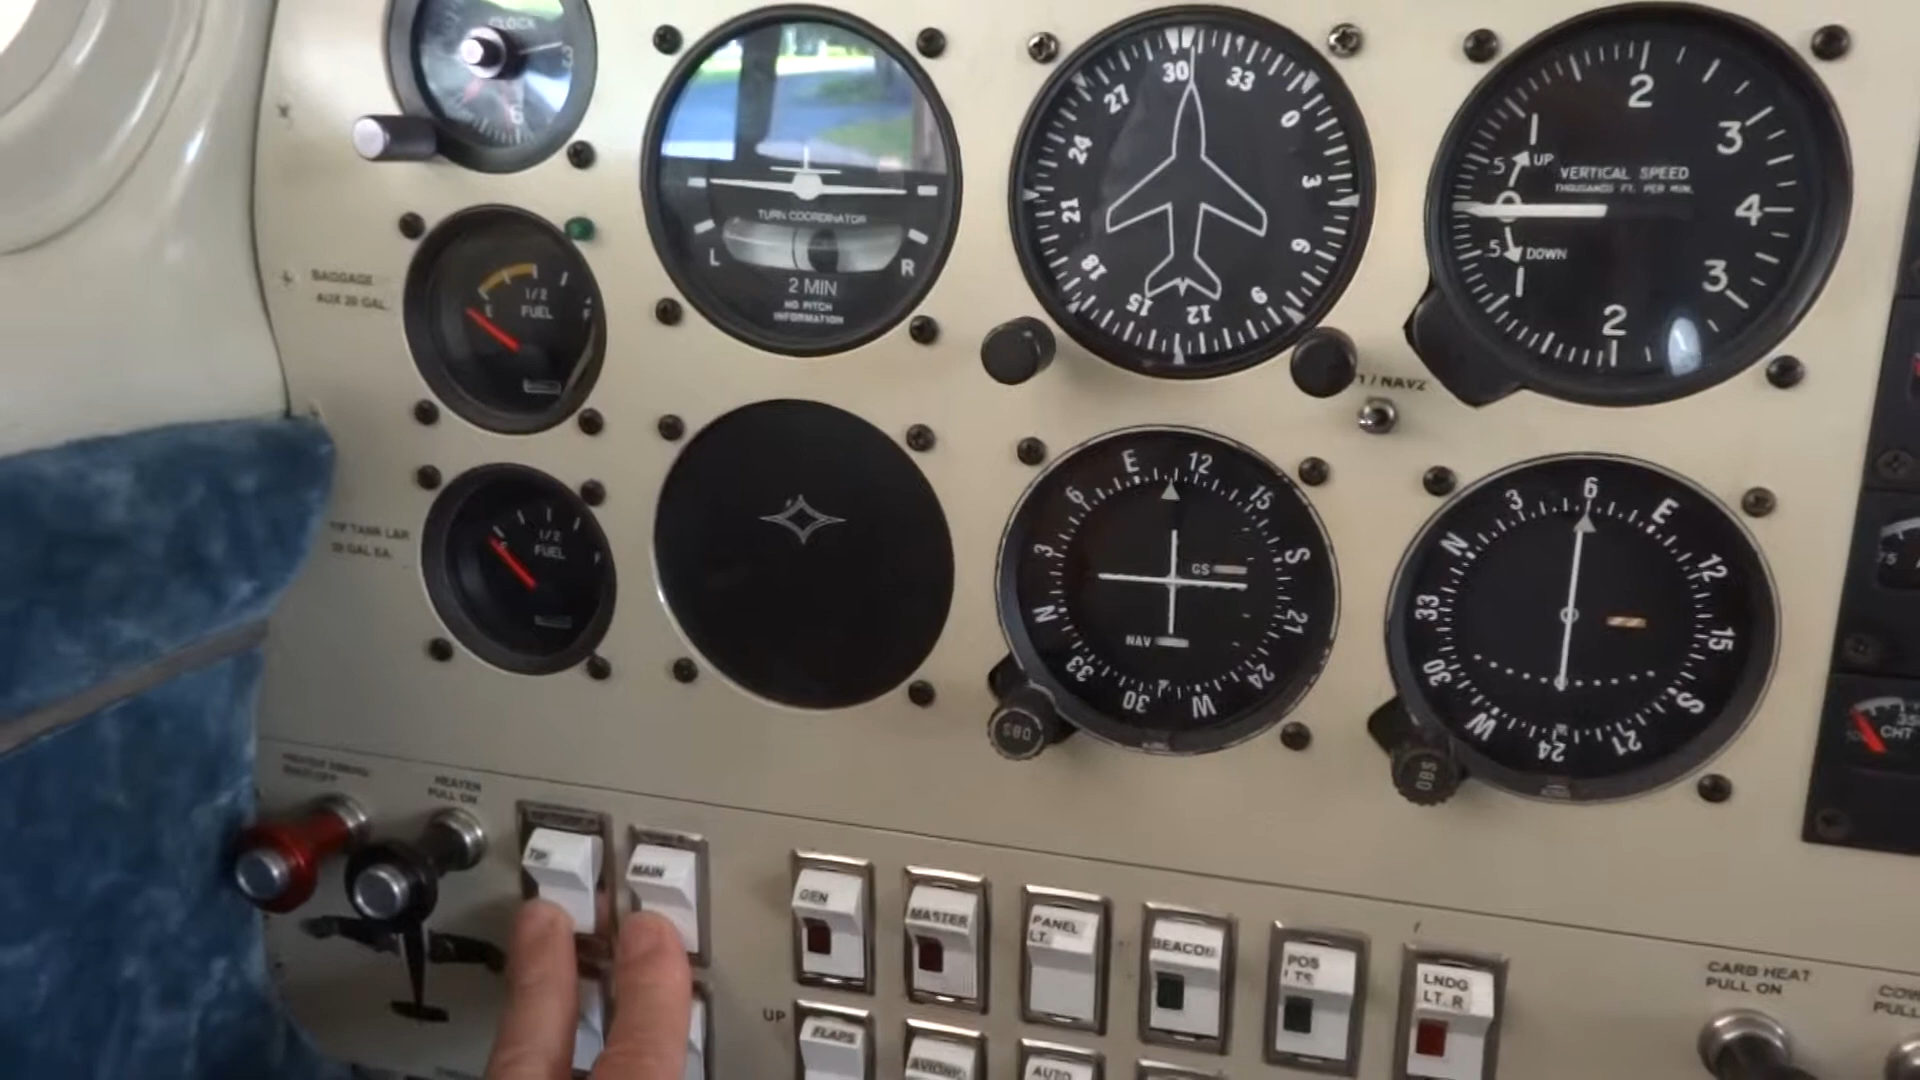 CLOCK
3
6
BAGGAGE
AUX 20 GAL.
E
1/2
FUEL
TURN COORDINATOR
L
R
2 MIN
NO PITCH
INFORMATION
30
33
0
3
6
9
12
15
18
21
24
27
VERTICAL SPEED
THOUSANDS FT. PER MIN.
.5
UP
1
2
3
4
3
2
1
.5
DOWN
0
1 / NAV2
TIP TANK L&R
20 GAL EA.
1/2
FUEL
E
12
15
S
21
24
W
30
33
N
3
6
GS
NAV
OBS
6
E
12
15
S
21
24
W
30
33
N
3
OBS
CHT
HEATER
PULL ON
TIP
MAIN
GEN
MASTER
PANEL
LT.
BEACON
POS
LTS
LNDG
LT. R
CARB HEAT
PULL ON
UP
FLAPS
AVIONIC
AUTO